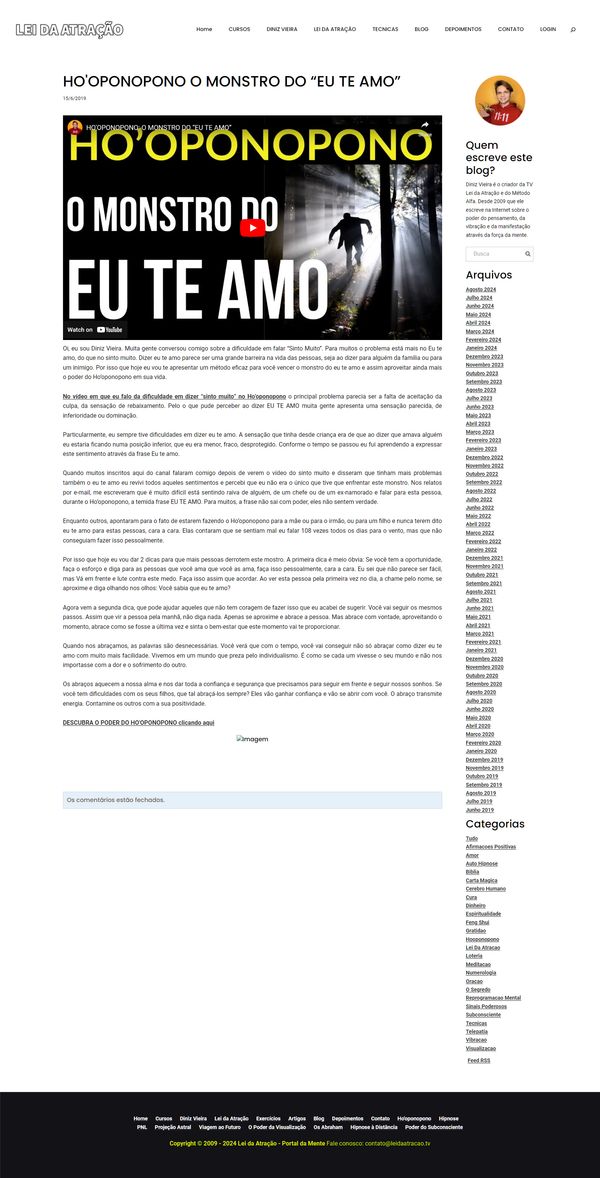 LEI DA ATRAÇÃO
Home CURSOS DINIZ VIEIRA LEI DA ATRAÇÃO TECNICAS BLOG DEPOIMENTOS CONTATO LOGIN
HO'OPONOPONO O MONSTRO DO “EU TE AMO”
15/6/2019
HO'OPONOPONO: O MONSTRO DO "EU TE AMO"
HO'OPONOPONO
O MONSTRO DO
EU TE AMO
Watch on YouTube
Oi, eu sou Diniz Vieira. Muita gente conversou comigo sobre a dificuldade em falar “Sinto Muito”. Para muitos o problema está mais no Eu te
amo, do que no sinto muito. Dizer eu te amo parece ser uma grande barreira na vida das pessoas, seja ao dizer para alguém da família ou para
um inimigo. Por isso que hoje eu vou te apresentar um método eficaz para você vencer o monstro do eu te amo e assim aproveitar ainda mais
o poder do Ho’oponopono em sua vida.
No vídeo em que eu falo da dificuldade em dizer “sinto muito” no Ho’oponopono o principal problema parecia ser a falta de aceitação da
culpa, da sensação de rebaixamento. Pelo o que pude perceber ao dizer EU TE AMO muita gente apresenta uma sensação parecida, de
inferioridade ou dominação.
Particularmente, eu sempre tive dificuldades em dizer eu te amo. A sensação que tinha desde criança era de que ao dizer que amava alguém
eu estaria ficando numa posição inferior, que eu era menor, fraco, desprotegido. Conforme o tempo se passou eu fui aprendendo a expressar
este sentimento através da frase Eu te amo.
Quando muitos inscritos aqui do canal falaram comigo depois de verem o vídeo do sinto muito e disseram que tinham mais problemas
também o eu te amo eu revivi todos aqueles sentimentos e percebi que eu não era o único que tive que enfrentar este monstro. Nos relatos
por e-mail, me escreveram que é muito difícil está sentindo raiva de alguém, de um chefe ou de um ex-namorado e falar para esta pessoa,
durante o Ho’oponopono, a temida frase EU TE AMO. Para muitos, a frase não sai com poder, eles não sentem verdade.
Enquanto outros, apontaram para o fato de estarem fazendo o Ho’oponopono para a mãe ou para o irmão, ou para um filho e nunca terem dito
eu te amo para estas pessoas, cara a cara. Elas contaram que se sentiam mal eu falar 108 vezes todos os dias para o vento, mas que não
conseguiam fazer isso pessoalmente.
Por isso que hoje eu vou dar 2 dicas para que mais pessoas derrotem este mostro. A primeira dica é meio óbvia: Se você tem a oportunidade,
faça o esforço e diga para as pessoas que você ama que você as ama, faça isso pessoalmente, cara a cara. Eu sei que não parece ser fácil,
mas Vá em frente e lute contra este medo. Faça isso assim que acordar. Ao ver esta pessoa pela primeira vez no dia, a chame pelo nome, se
aproxime e diga olhando nos olhos: Você sabia que eu te amo?
Agora vem a segunda dica, que pode ajudar aqueles que não tem coragem de fazer isso que eu acabei de sugerir. Você vai seguir os mesmos
passos. Assim que vir a pessoa pela manhã, não diga nada. Apenas se aproxime e abrace a pessoa. Mas abrace com vontade, aproveitando o
momento, abrace como se fosse a última vez e sinta o bem-estar que este momento vai te proporcionar.
Quando nos abraçamos, as palavras são desnecessárias. Você verá que com o tempo, você vai conseguir não só abraçar como dizer eu te
amo com muito mais facilidade. Vivemos em um mundo que preza pelo individualismo. É como se cada um vivesse o seu mundo e não nos
importasse com a dor e o sofrimento do outro.
Os abraços aquecem a nossa alma e nos dar toda a confiança e segurança que precisamos para seguir em frente e seguir nossos sonhos. Se
você tem dificuldades com os seus filhos, que tal abraçá-los sempre? Eles vão ganhar confiança e vão se abrir com você. O abraço transmite
energia. Contamine os outros com a sua positividade.
DESCUBRA O PODER DO HO'OPONOPONO clicando aqui
Imagem
Os comentários estão fechados.
11:11
Quem
escreve este
blog?
Diniz Vieira é o criador da TV
Lei da Atração e do Método
Alfa. Desde 2009 que ele
escreve na Internet sobre o
poder do pensamento, da
vibração e da manifestação
através da força da mente.
Busca
Arquivos
Agosto 2024
Julho 2024
Junho 2024
Maio 2024
Abril 2024
Março 2024
Fevereiro 2024
Janeiro 2024
Dezembro 2023
Novembro 2023
Outubro 2023
Setembro 2023
Agosto 2023
Julho 2023
Junho 2023
Maio 2023
Abril 2023
Março 2023
Fevereiro 2023
Janeiro 2023
Dezembro 2022
Novembro 2022
Outubro 2022
Setembro 2022
Agosto 2022
Julho 2022
Junho 2022
Maio 2022
Abril 2022
Março 2022
Fevereiro 2022
Janeiro 2022
Dezembro 2021
Novembro 2021
Outubro 2021
Setembro 2021
Agosto 2021
Julho 2021
Junho 2021
Maio 2021
Abril 2021
Março 2021
Fevereiro 2021
Janeiro 2021
Dezembro 2020
Novembro 2020
Outubro 2020
Setembro 2020
Agosto 2020
Julho 2020
Junho 2020
Maio 2020
Abril 2020
Março 2020
Fevereiro 2020
Janeiro 2020
Dezembro 2019
Novembro 2019
Outubro 2019
Setembro 2019
Agosto 2019
Julho 2019
Junho 2019
Categorias
Tudo
Afirmacoes Positivas
Amor
Auto Hipnose
Biblia
Carta Magica
Cerebro Humano
Cura
Dinheiro
Espiritualidade
Feng Shui
Gratidao
Hooponopono
Lei Da Atracao
Loteria
Meditacao
Numerologia
Oracao
O Segredo
Reprogramacao Mental
Sinais Poderosos
Subconsciente
Tecnicas
Telepatia
Vibracao
Visualizacao
Feed RSS
Home Cursos Diniz Vieira Lei da Atração Exercícios Artigos Blog Depoimentos Contato Ho'oponopono Hipnose
PNL Projeção Astral Viagem ao Futuro O Poder da Visualização Os Abraham Hipnose à Distância Poder do Subconsciente
Copyright © 2009 - 2024 Lei da Atração - Portal da Mente Fale conosco: contato@leidaatracao.tv